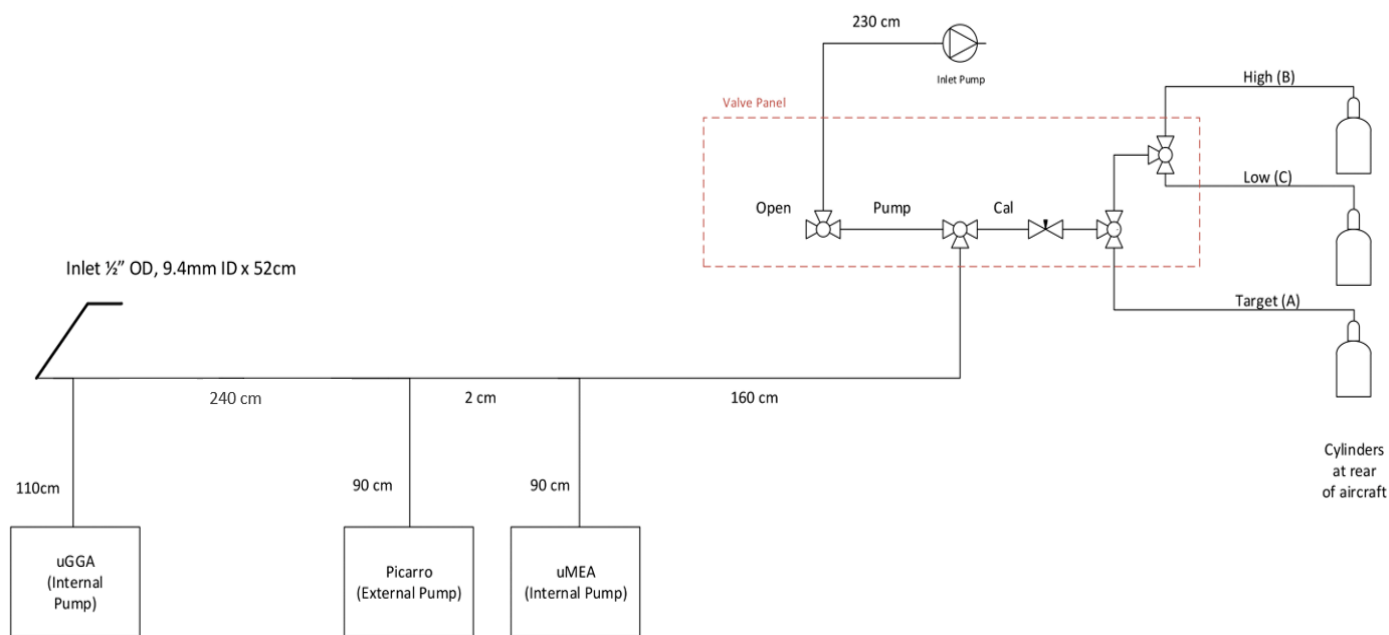 230 cm
Inlet Pump
High (B)
Valve Panel
Low (C)
Open
Pump
Cal
Inlet ½” OD, 9.4mm ID x 52cm
Target (A)
240 cm
2 cm
160 cm
Cylinders
at rear
of aircraft
110cm
90 cm
90 cm
uGGA
(Internal
Pump)
Picarro
(External Pump)
uMEA
(Internal Pump)